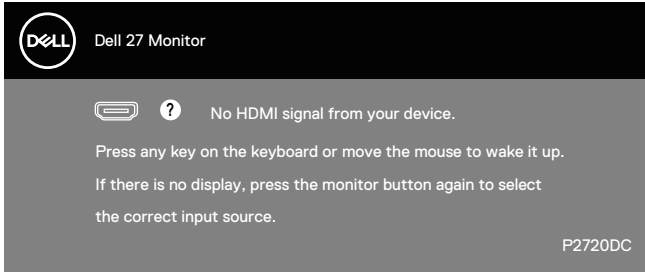 DELL
Dell 27 Monitor
? No HDMI signal from your device.
Press any key on the keyboard or move the mouse to wake it up.
If there is no display, press the monitor button again to select
the correct input source.
P2720DC